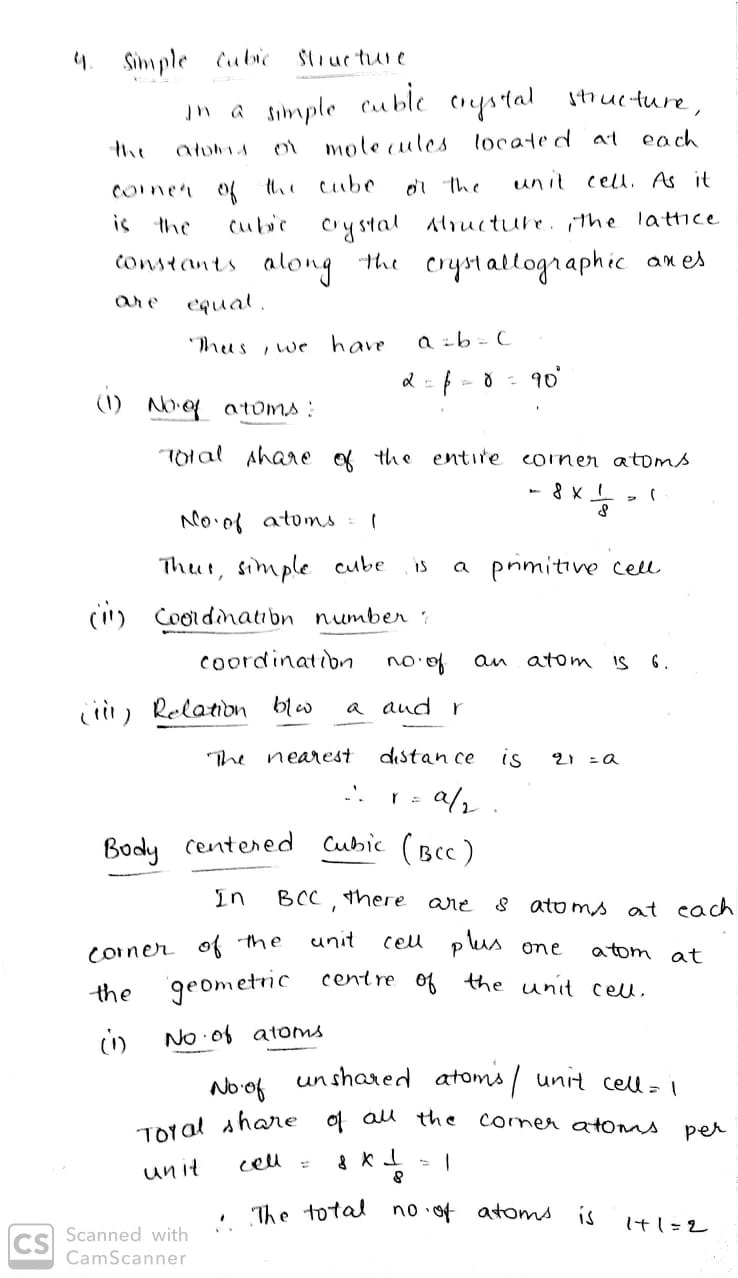 4. Simple Cubic Structure
In a simple cubic crystal structure,
the atoms or molecules located at each
corner of the cube or the unit cell. As it
is the cubic crystal structure, the lattice
constants along the crystallographic axes
are equal.
Thus, we have a = b = c
α = β = γ = 90°
(i) No. of atoms :
Total share of the entire corner atoms
= 8 x 1/8 = 1
No. of atoms = 1
Thus, simple cube is a primitive cell
(ii) Coordination number :
coordination no. of an atom is 6.
(iii) Relation b/w a and r
The nearest distance is 2r = a
∴ r = a/2.
Body centered Cubic (BCC)
In BCC, there are 8 atoms at each
corner of the unit cell plus one atom at
the geometric centre of the unit cell.
(i) No. of atoms
No. of unshared atoms / unit cell = 1
Total share of all the corner atoms per
unit cell = 8 x 1/8 = 1
∴ The total no. of atoms is 1+1=2
CS Scanned with
CamScanner